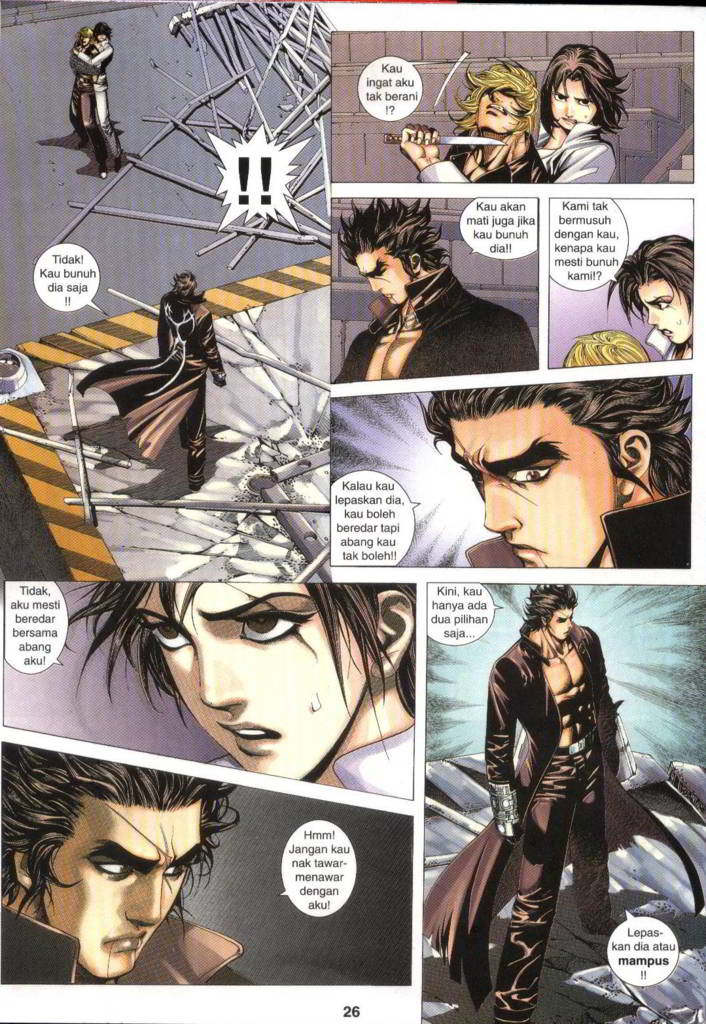 !!
Tidak!
Kau bunuh
dia saja
!!
Kau
ingat aku
tak berani
!?
Kau akan
mati juga jika
kau bunuh
dia!!
Kami tak
bermusuh
dengan kau,
kenapa kau
mesti bunuh
kami!?
Kalau kau
lepaskan dia,
kau boleh
beredar tapi
abang kau
tak boleh!!
Tidak,
aku mesti
beredar
bersama
abang
aku!
Hmm!
Jangan kau
nak tawar-
menawar
dengan
aku!
Kini, kau
hanya ada
dua pilihan
saja...
Lepas-
kan dia atau
mampus
!!
26